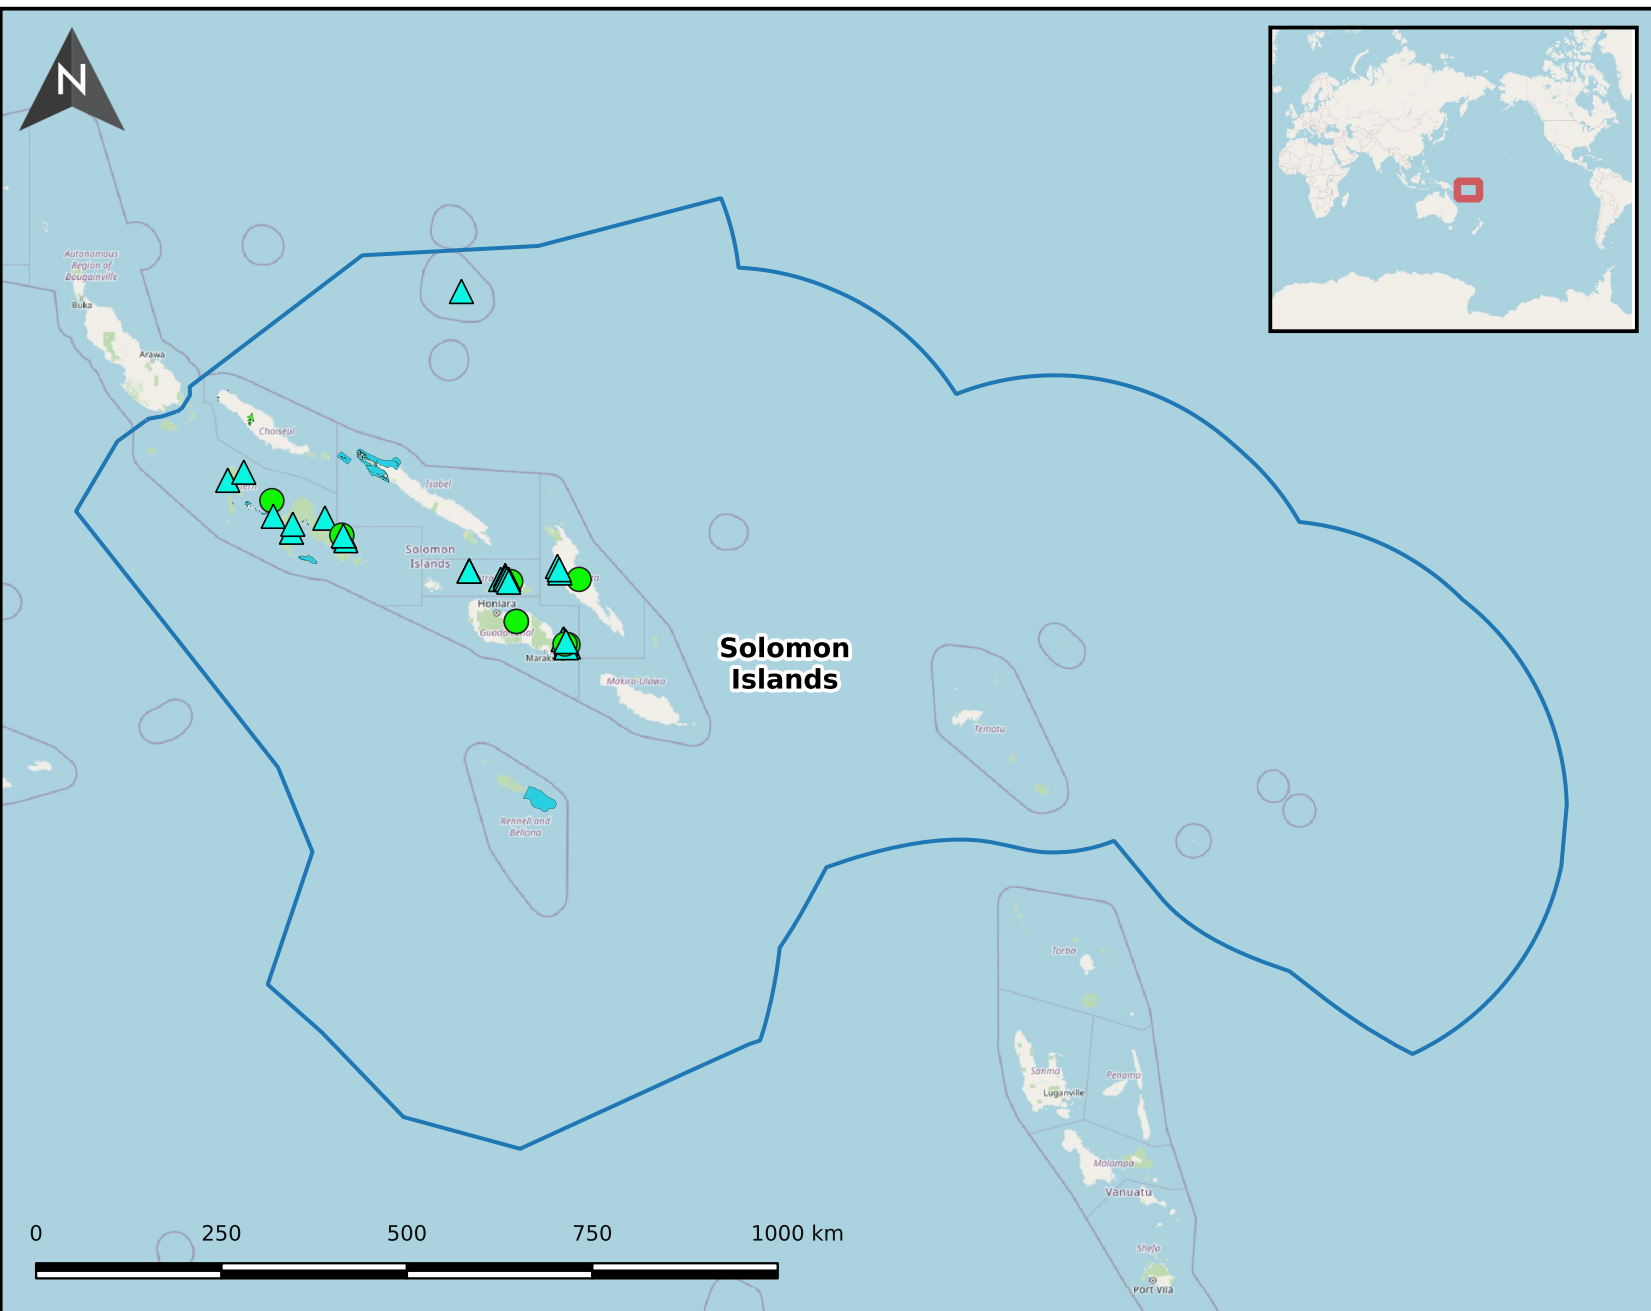 N
Autonomous
Region of
Bougainville
Buka
Arawa
Choiseul
Isabel
Solomon
Islands
Honiara
Solomon
Islands
Makira-Ulawa
Temotu
Rennell and
Bellona
Torba
Sanma
Penama
Luganville
Malampa
Vanuatu
Shefa
Port Vila
0 250 500 750 1000 km